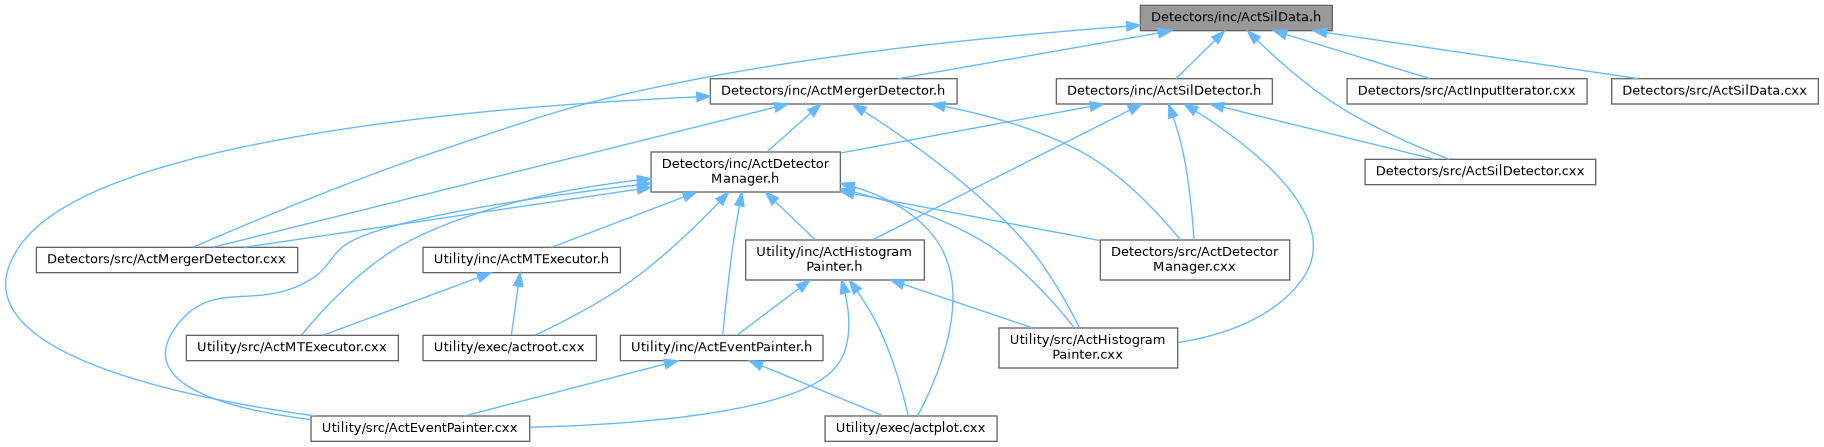 Detectors/inc/ActSilData.h
Detectors/inc/ActMergerDetector.h
Detectors/inc/ActSilDetector.h
Detectors/src/ActInputIterator.cxx
Detectors/src/ActSilData.cxx
Detectors/inc/ActDetector
Manager.h
Detectors/src/ActSilDetector.cxx
Detectors/src/ActMergerDetector.cxx
Utility/inc/ActMTExecutor.h
Utility/inc/ActHistogram
Painter.h
Detectors/src/ActDetector
Manager.cxx
Utility/src/ActMTExecutor.cxx
Utility/exec/actroot.cxx
Utility/inc/ActEventPainter.h
Utility/src/ActHistogram
Painter.cxx
Utility/src/ActEventPainter.cxx
Utility/exec/actplot.cxx